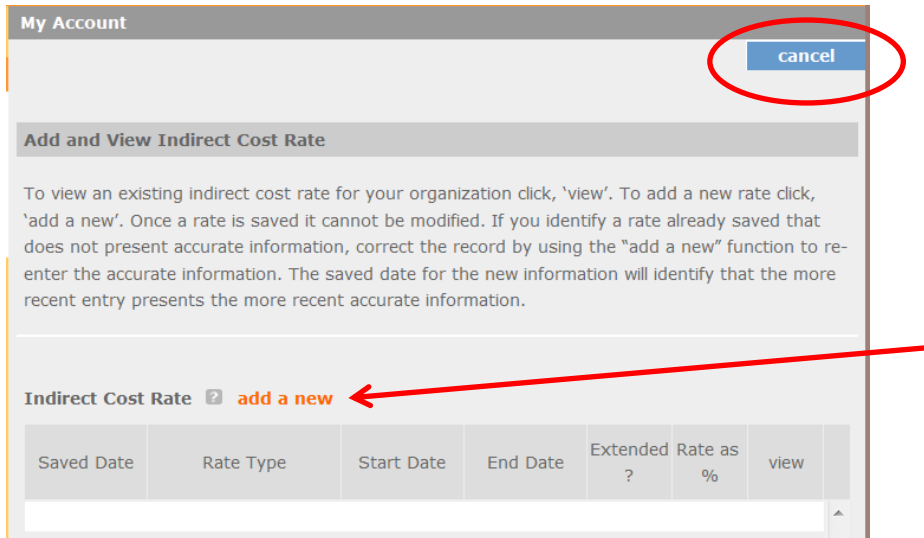 My Account
cancel
Add and View Indirect Cost Rate
To view an existing indirect cost rate for your organization click, ‘view’. To add a new rate click,
‘add a new’. Once a rate is saved it cannot be modified. If you identify a rate already saved that
does not present accurate information, correct the record by using the “add a new” function to re-
enter the accurate information. The saved date for the new information will identify that the more
recent entry presents the more recent accurate information.
Indirect Cost Rate ? add a new
Saved Date Rate Type Start Date End Date Extended ? Rate as % view